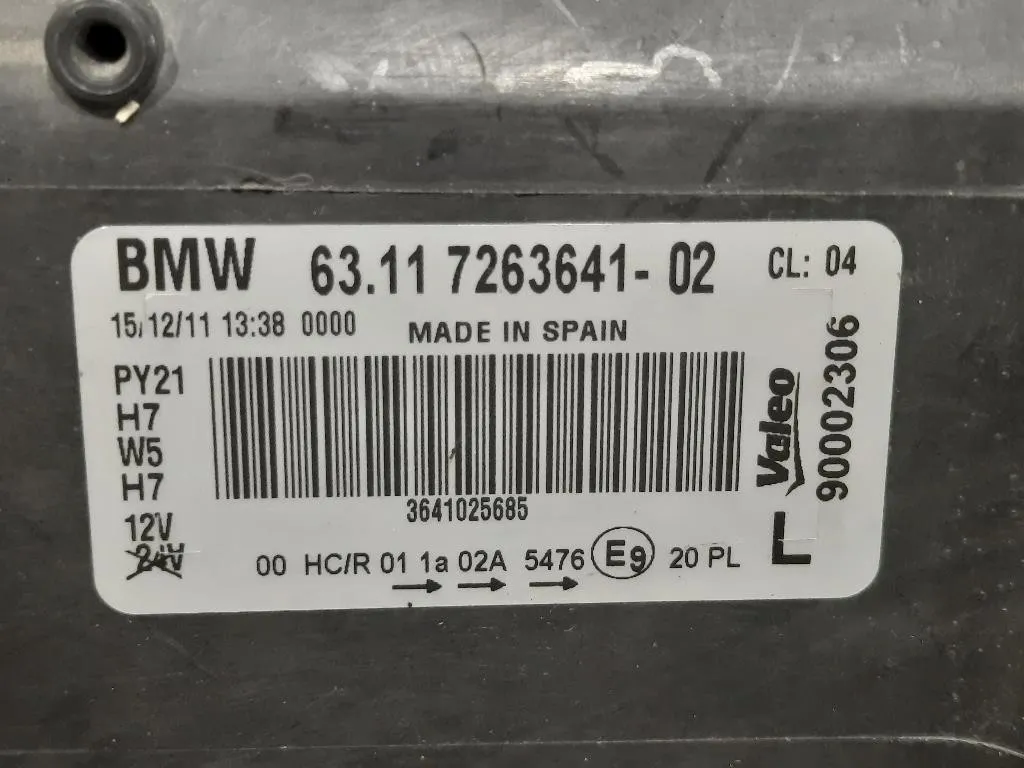 BMW 63.11 7263641- 02 CL: 04
15/12/11 13:38 0000 MADE IN SPAIN
PY21
H7
W5
H7
12V
24V
3641025685
00 HC/R 01 1a 02A 5476 E9 20 PL
Valeo
90002306
L